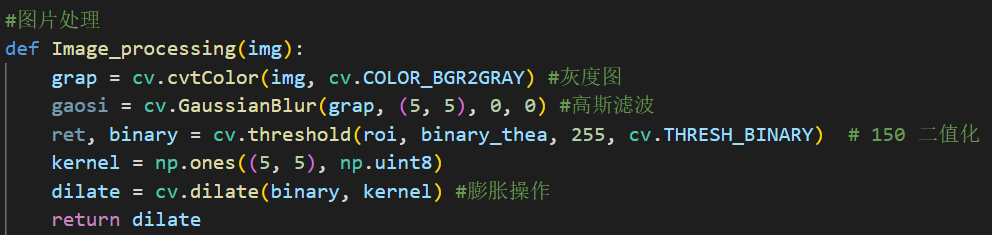 #图片处理
def Image_processing(img):
    grap = cv.cvtColor(img, cv.COLOR_BGR2GRAY) #灰度图
    gaosi = cv.GaussianBlur(grap, (5, 5), 0, 0) #高斯滤波
    ret, binary = cv.threshold(roi, binary_thea, 255, cv.THRESH_BINARY)  # 150 二值化
    kernel = np.ones((5, 5), np.uint8)
    dilate = cv.dilate(binary, kernel) #膨胀操作
    return dilate